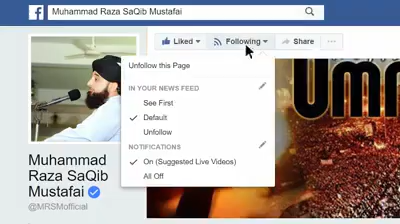 Muhammad Raza SaQib Mustafai
Liked
Following
Share
Unfollow this Page
IN YOUR NEWS FEED
See First
Default
Unfollow
NOTIFICATIONS
On (Suggested Live Videos)
All Off
Muhammad
Raza SaQib
Mustafai
@MRSMofficial
Umm